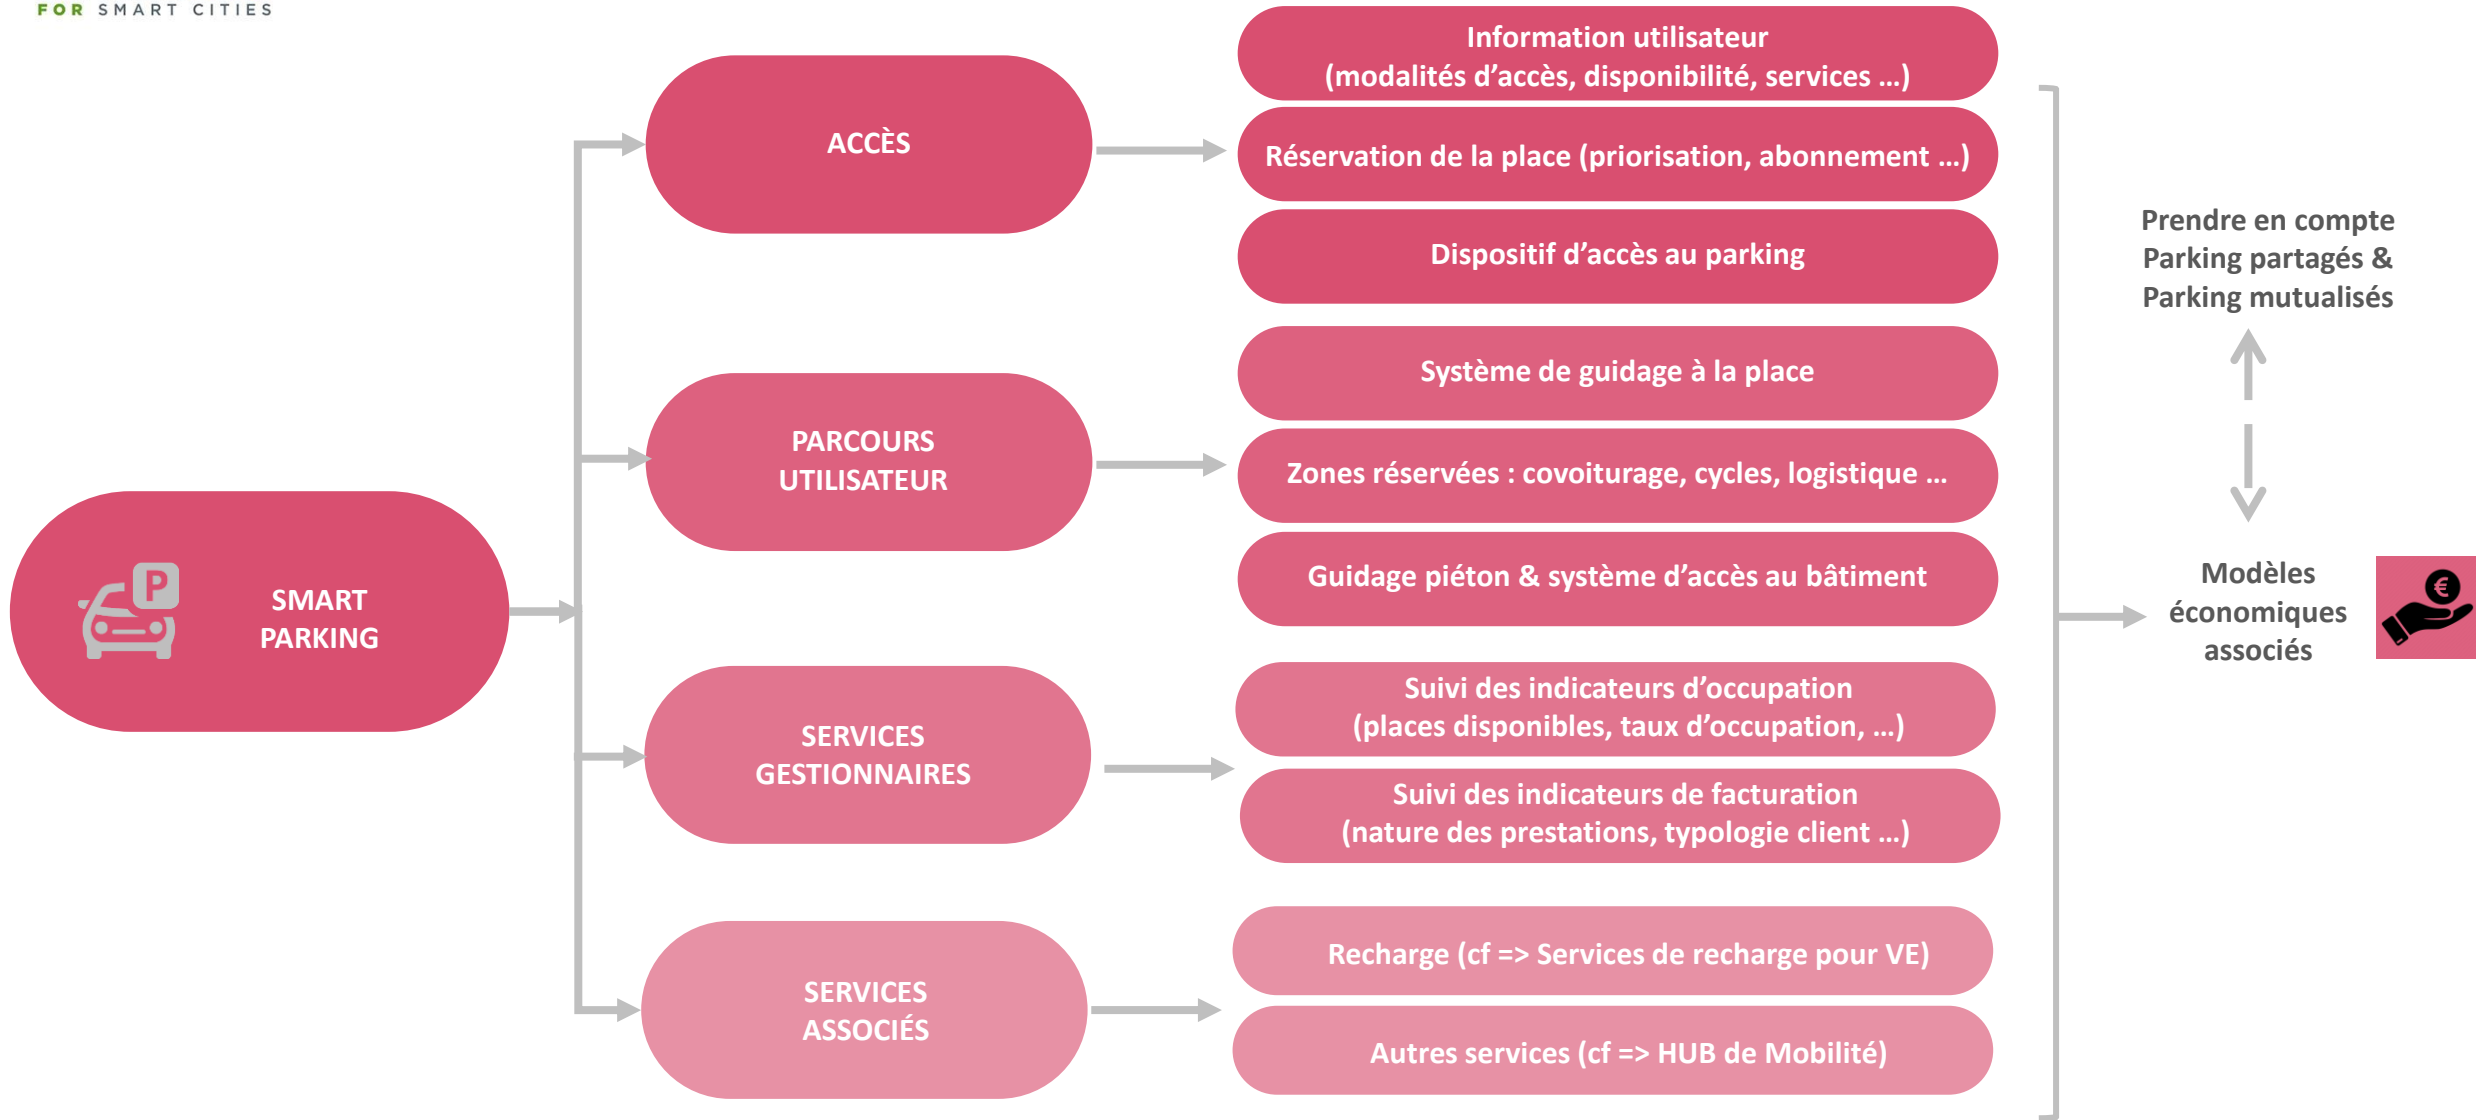 FOR SMART CITIES
Information utilisateur
(modalités d’accès, disponibilité, services ...)
ACCÈS
Réservation de la place (priorisation, abonnement ...)
Dispositif d’accès au parking
Prendre en compte
Parking partagés &
Parking mutualisés
Système de guidage à la place
PARCOURS
UTILISATEUR
Zones réservées : covoiturage, cycles, logistique ...
Guidage piéton & système d’accès au bâtiment
P
SMART
PARKING
Modèles
économiques
associés
€
Suivi des indicateurs d’occupation
(places disponibles, taux d’occupation, ...)
SERVICES
GESTIONNAIRES
Suivi des indicateurs de facturation
(nature des prestations, typologie client ...)
Recharge (cf => Services de recharge pour VE)
SERVICES
ASSOCIÉS
Autres services (cf => HUB de Mobilité)